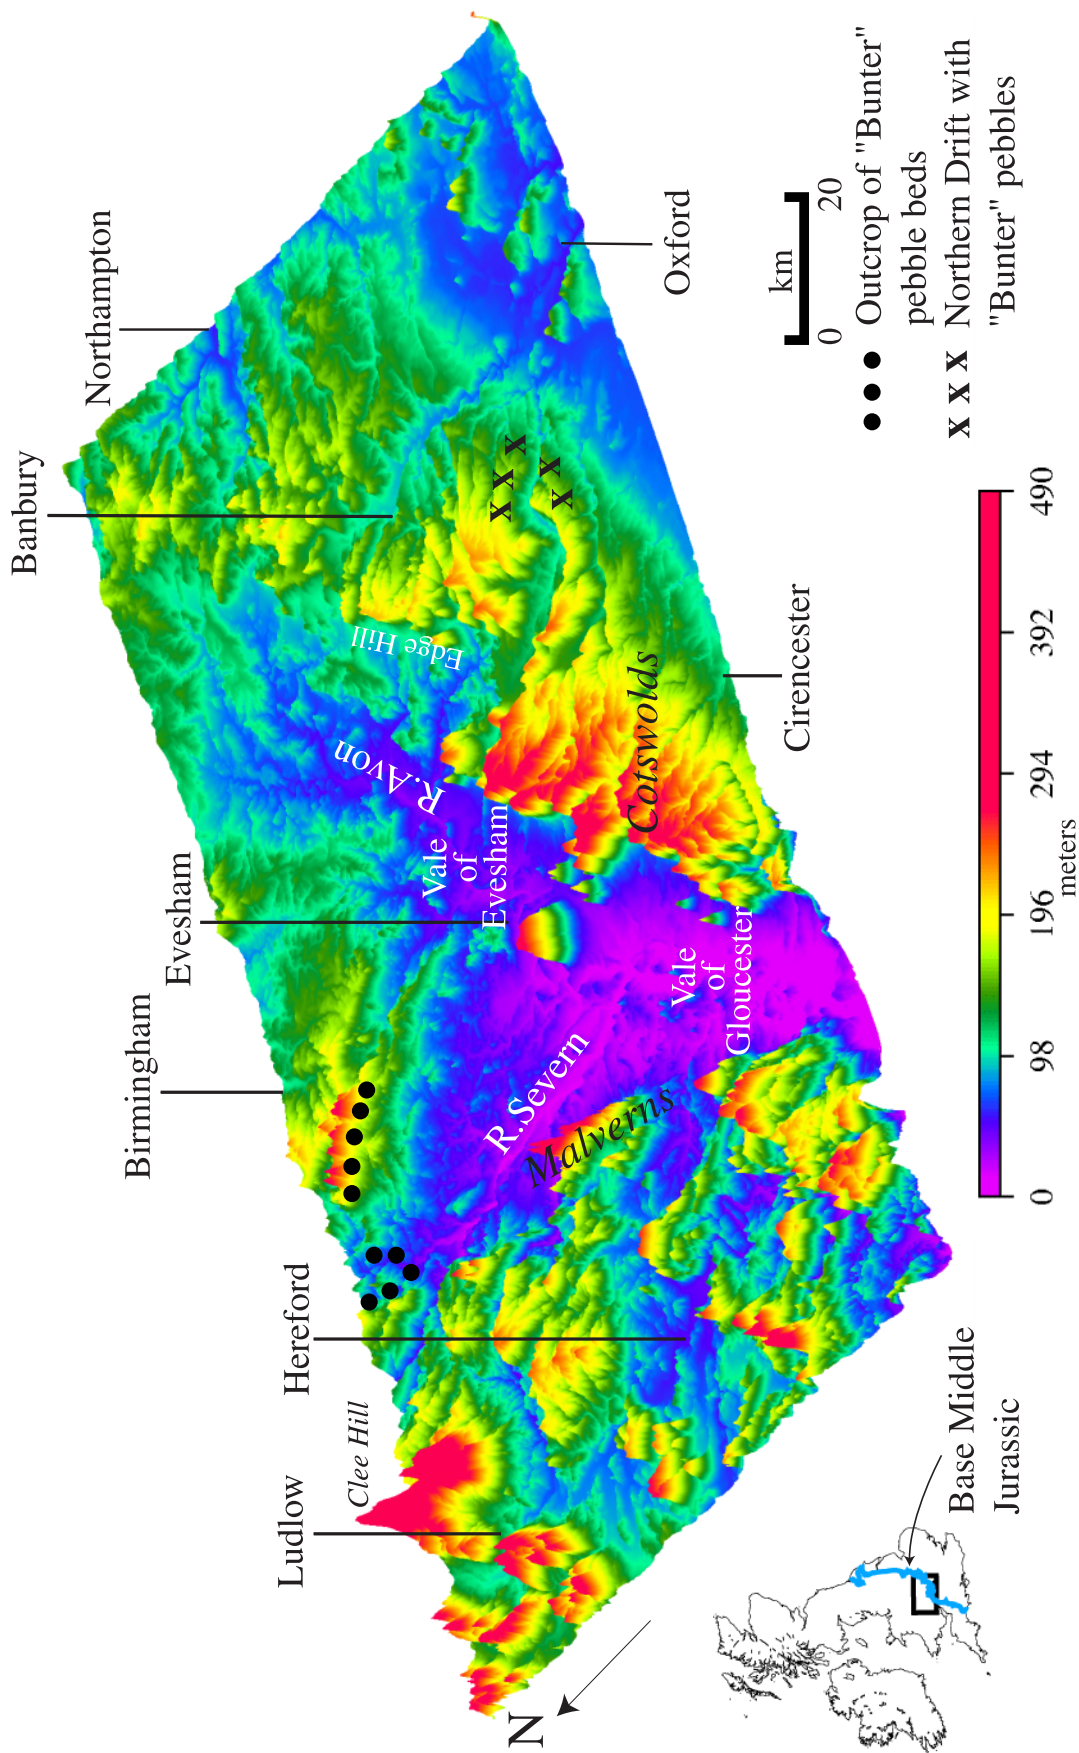 Ludlow
Clee Hill
Hereford
Birmingham
Evesham
Banbury
Northampton
Edge Hill
R.Avon
Vale
of
Evesham
R.Severn
Malverns
Vale
of
Gloucester
Cotswolds
Cirencester
Oxford
N
Base Middle
Jurassic
0 98 196 294 392 490
meters
km
0 20
Outcrop of "Bunter"
pebble beds
x x x Northern Drift with
"Bunter" pebbles
x x x
x x